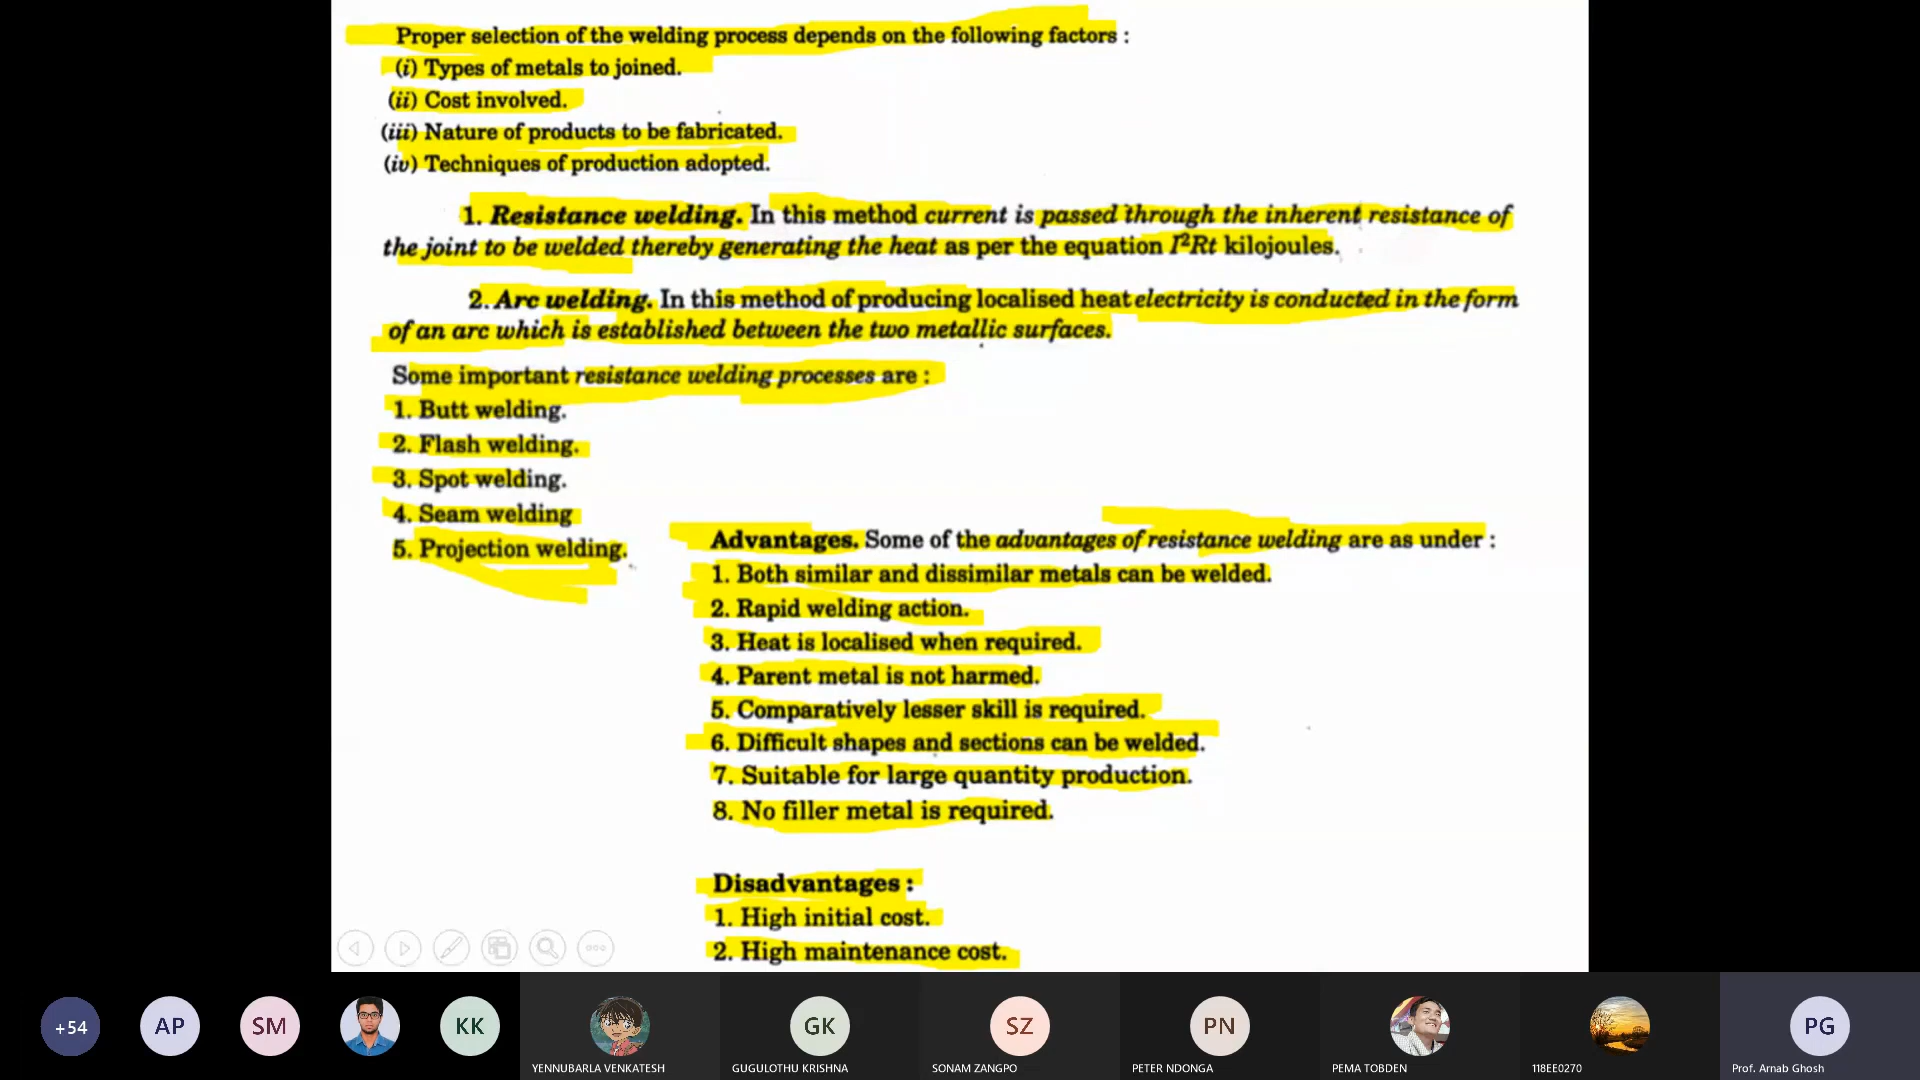 Proper selection of the welding process depends on the following factors :
(i) Types of metals to joined.
(ii) Cost involved.
(iii) Nature of products to be fabricated.
(iv) Techniques of production adopted.
1. Resistance welding. In this method current is passed through the inherent resistance of
the joint to be welded thereby generating the heat as per the equation I²Rt kilojoules.
2. Arc welding. In this method of producing localised heat electricity is conducted in the form
of an arc which is established between the two metallic surfaces.
Some important resistance welding processes are :
1. Butt welding.
2. Flash welding.
3. Spot welding.
4. Seam welding
5. Projection welding.
Advantages. Some of the advantages of resistance welding are as under :
1. Both similar and dissimilar metals can be welded.
2. Rapid welding action.
3. Heat is localised when required.
4. Parent metal is not harmed.
5. Comparatively lesser skill is required.
6. Difficult shapes and sections can be welded.
7. Suitable for large quantity production.
8. No filler metal is required.
Disadvantages :
1. High initial cost.
2. High maintenance cost.
+54
AP
SM
KK
GK
SZ
PN
PG
YENNUBARLA VENKATESH
GUGULOTHU KRISHNA
SONAM ZANGPO
PETER NDONGA
PEMA TOBDEN
118EE0270
Prof. Arnab Ghosh